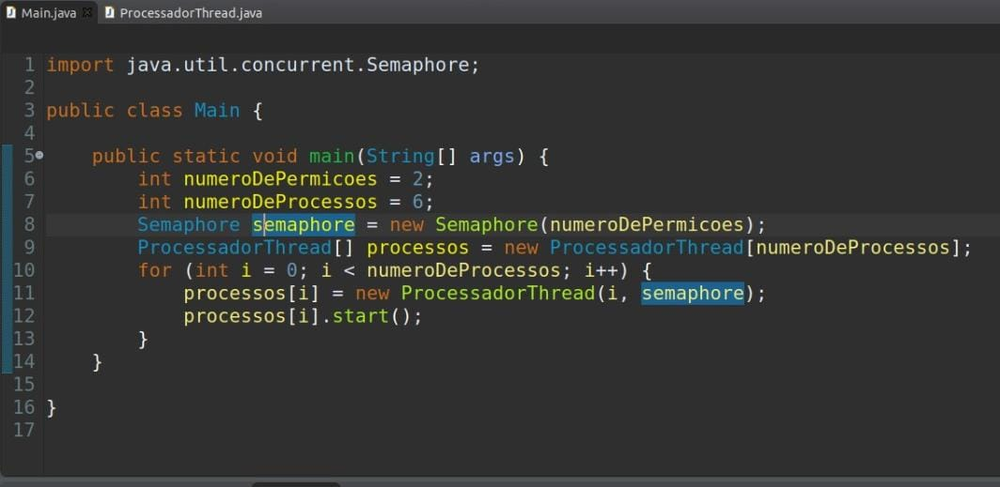 Main.java ProcessadorThread.java
1 import java.util.concurrent.Semaphore;
2
3 public class Main {
4
5 public static void main(String[] args) {
6 int numeroDePermicoes = 2;
7 int numeroDeProcessos = 6;
8 Semaphore semaphore = new Semaphore(numeroDePermicoes);
9 ProcessadorThread[] processos = new ProcessadorThread[numeroDeProcessos];
10 for (int i = 0; i < numeroDeProcessos; i++) {
11 processos[i] = new ProcessadorThread(i, semaphore);
12 processos[i].start();
13 }
14 }
15
16 }
17